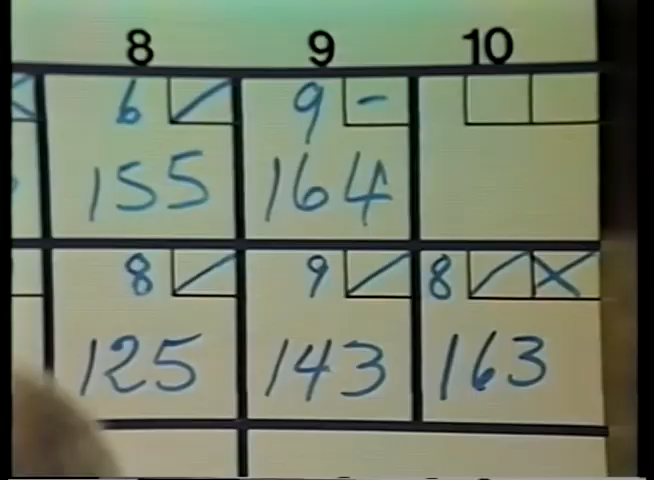 8 9 10
6 / 9 -
155 164
8 / 9 / 8 / X
125 143 163